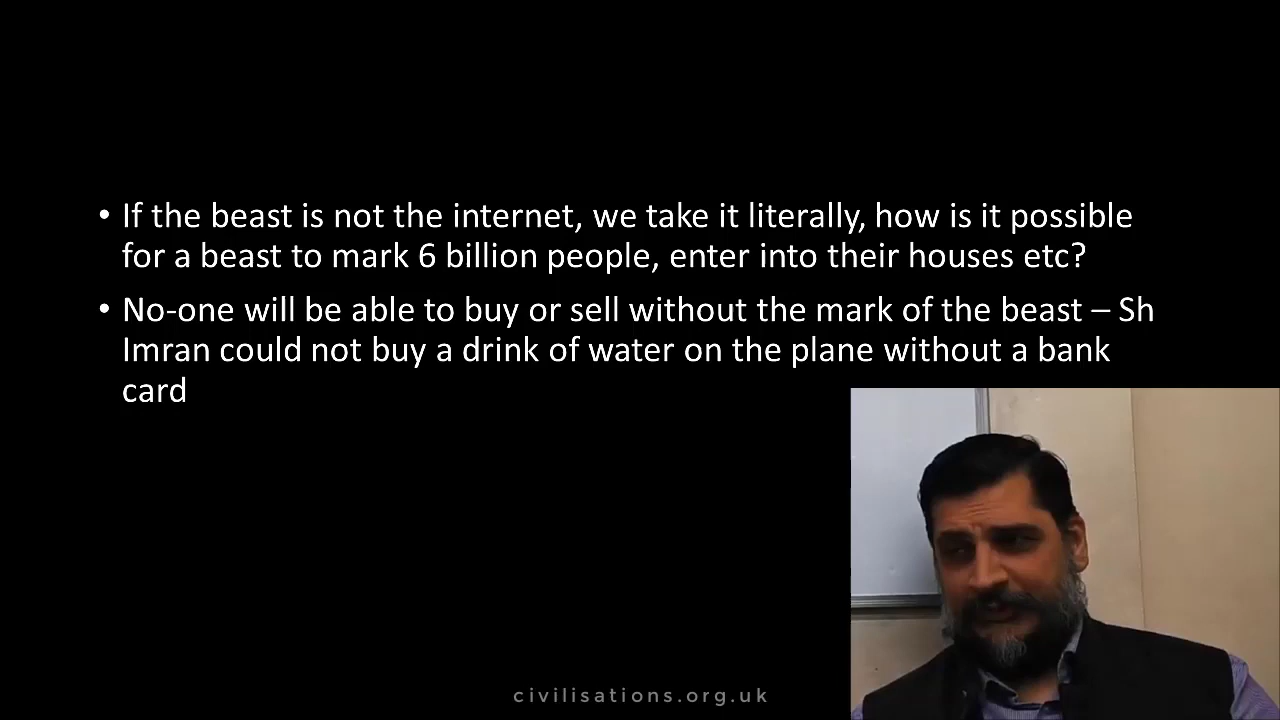 • If the beast is not the internet, we take it literally, how is it possible
for a beast to mark 6 billion people, enter into their houses etc?
• No-one will be able to buy or sell without the mark of the beast – Sh
Imran could not buy a drink of water on the plane without a bank
card
civilisations.org.uk